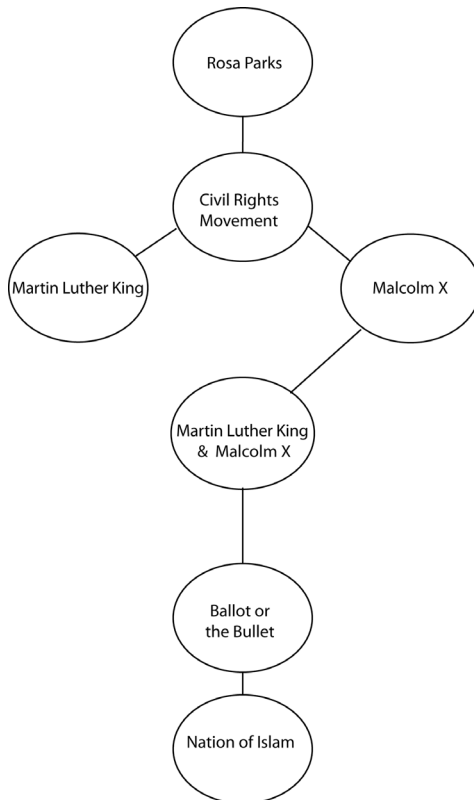 Rosa Parks
Civil Rights
Movement
Martin Luther King
Malcolm X
Martin Luther King
& Malcolm X
Ballot or
the Bullet
Nation of Islam